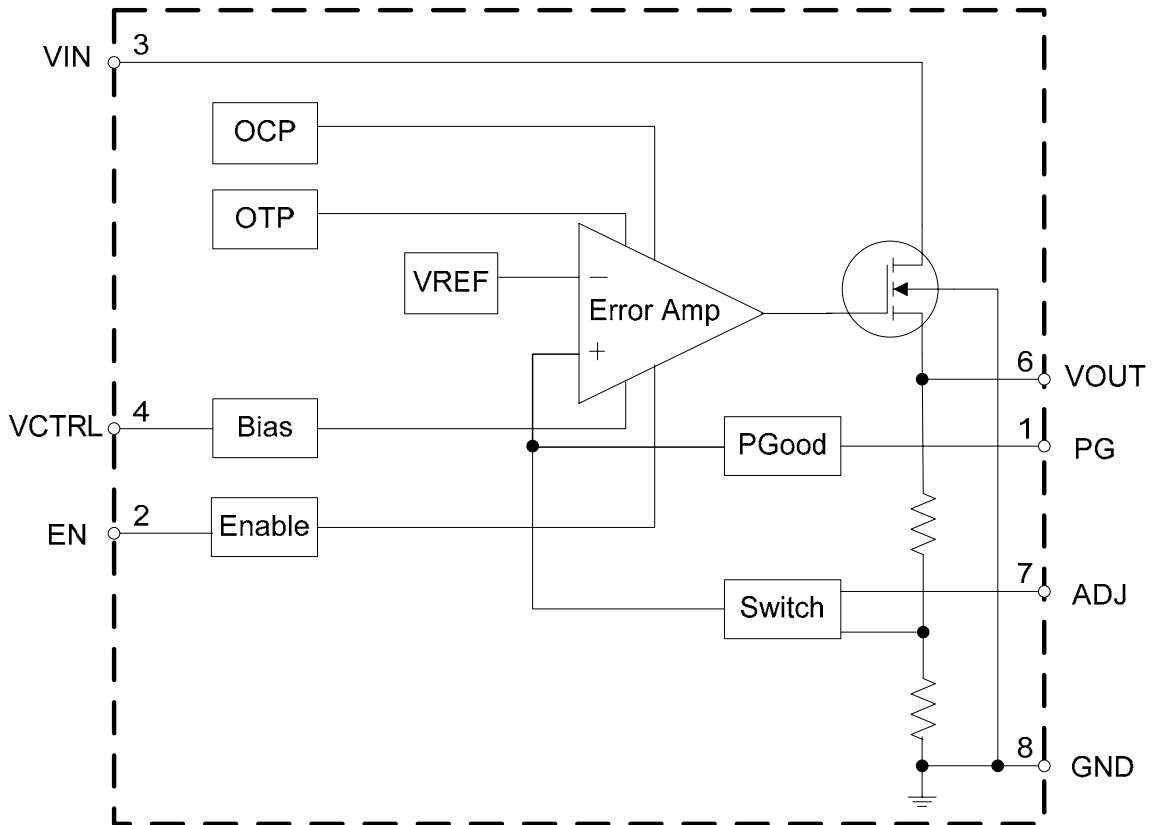 VIN 3
OCP
OTP
VREF
−
Error Amp
+
6 VOUT
VCTRL 4
Bias
PGood
1 PG
EN 2
Enable
7 ADJ
Switch
8 GND